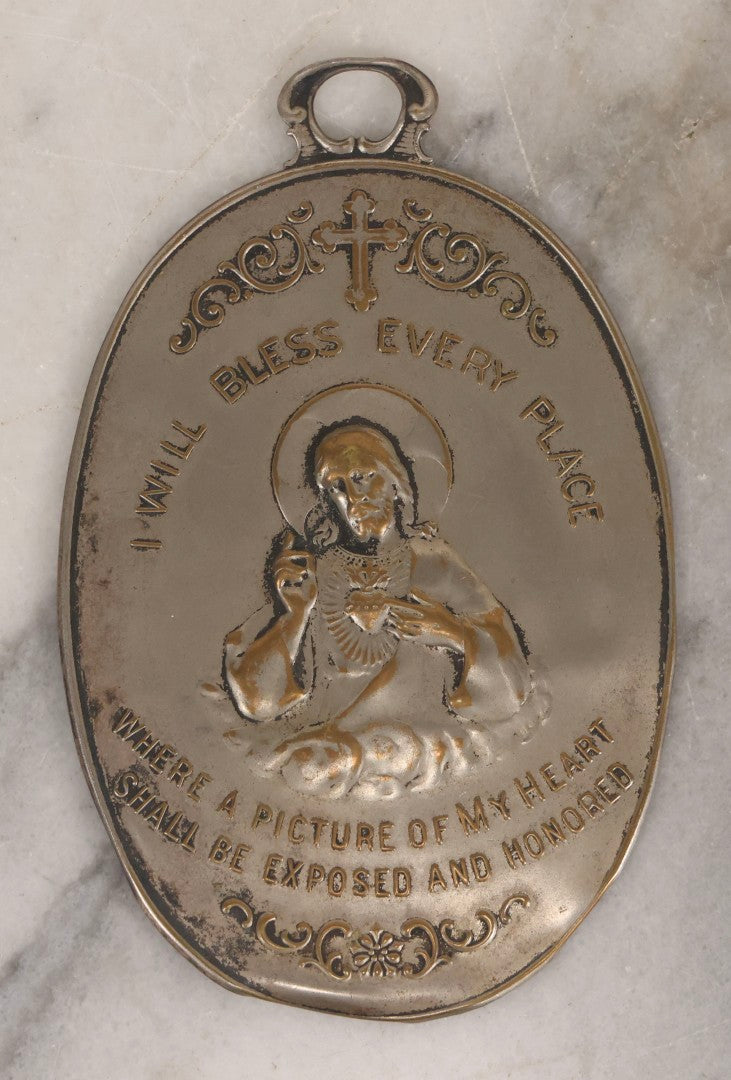 I WILL BLESS EVERY PLACE
WHERE A PICTURE OF MY HEART
SHALL BE EXPOSED AND HONORED